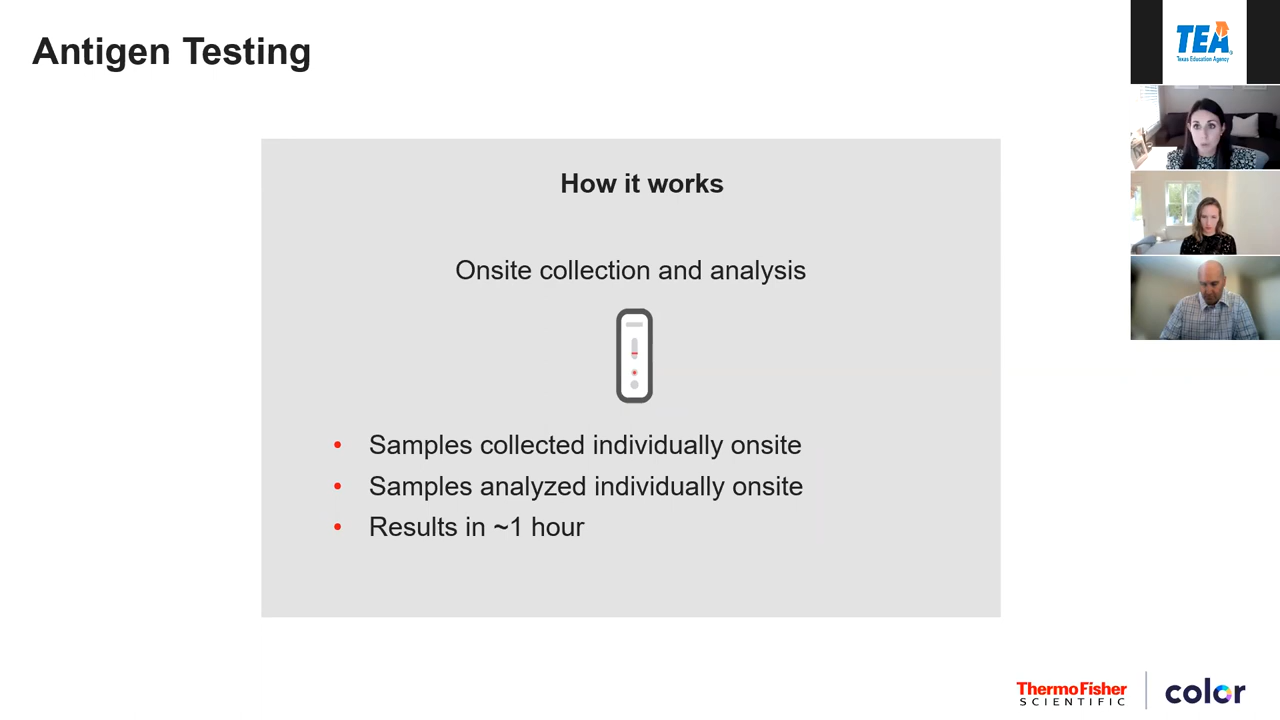 Antigen Testing
TEA
Texas Education Agency
How it works
Onsite collection and analysis
• Samples collected individually onsite
• Samples analyzed individually onsite
• Results in ~1 hour
ThermoFisher
SCIENTIFIC
color